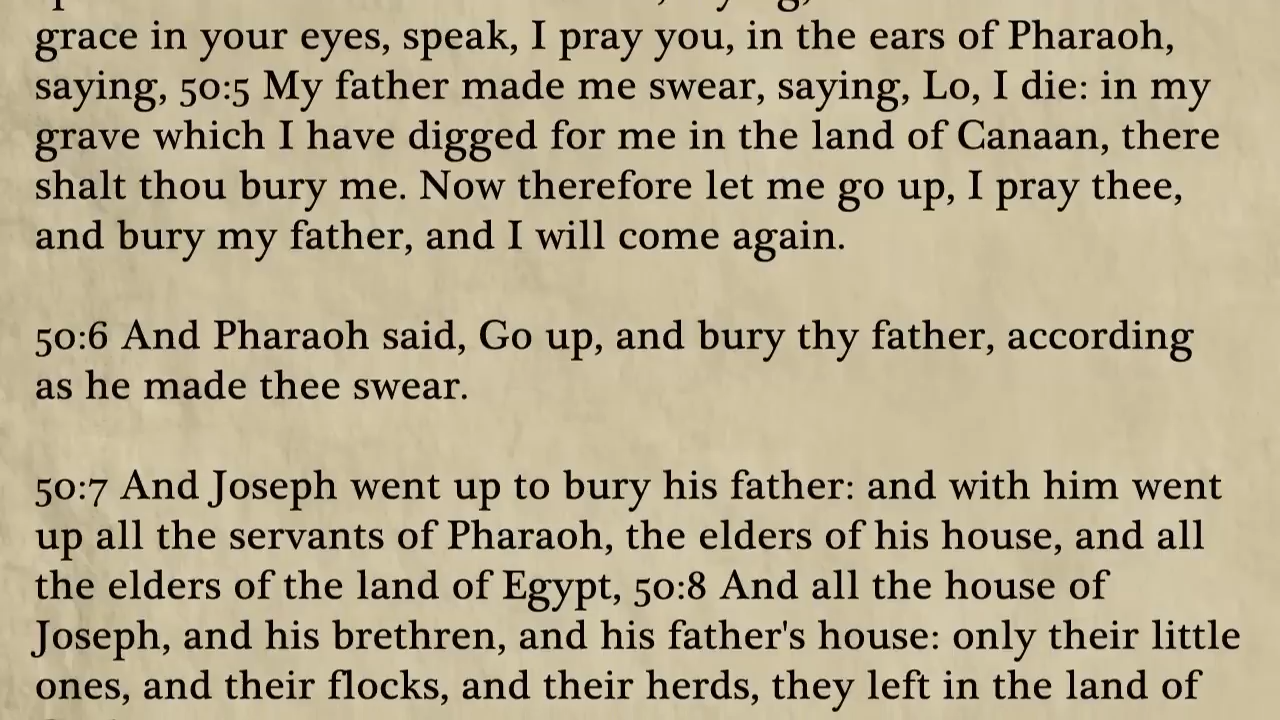 grace in your eyes, speak, I pray you, in the ears of Pharaoh,
saying, 50:5 My father made me swear, saying, Lo, I die: in my
grave which I have digged for me in the land of Canaan, there
shalt thou bury me. Now therefore let me go up, I pray thee,
and bury my father, and I will come again.
50:6 And Pharaoh said, Go up, and bury thy father, according
as he made thee swear.
50:7 And Joseph went up to bury his father: and with him went
up all the servants of Pharaoh, the elders of his house, and all
the elders of the land of Egypt, 50:8 And all the house of
Joseph, and his brethren, and his father's house: only their little
ones, and their flocks, and their herds, they left in the land of